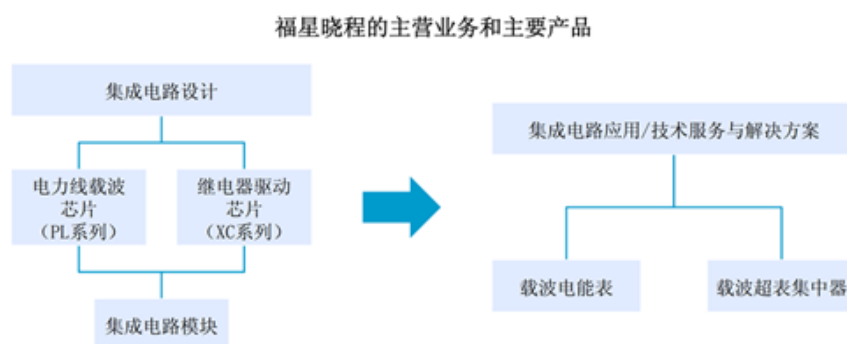 福星晓程的主营业务和主要产品
集成电路设计
电力线载波
芯片
（PL系列）
继电器驱动
芯片
（XC系列）
集成电路模块
集成电路应用/技术服务与解决方案
载波电能表
载波超表集中器